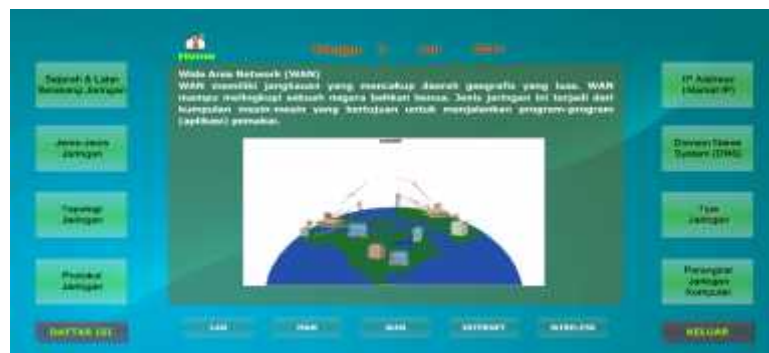 Home
Minggu
Sejarah & Latar
Belakang Jaringan
Jenis-Jenis
Jaringan
Topologi
Jaringan
Protokol
Jaringan
DAFTAR ISI
Wide Area Network (WAN)
WAN memiliki jangkauan yang mencakup daerah geografis yang luas. WAN
mampu melingkupi sebuah negara bahkan benua. Jenis jaringan ini terjadi dari
kumpulan mesin-mesin yang bertujuan untuk menjalankan program-program
(aplikasi) pemakai.
LAN
MAN
WAN
INTERNET
WIRELESS
IP Address
(Alamat IP)
Domain Name
System (DNS)
Tipe
Jaringan
Perangkat
Jaringan
Komputer
KELUAR